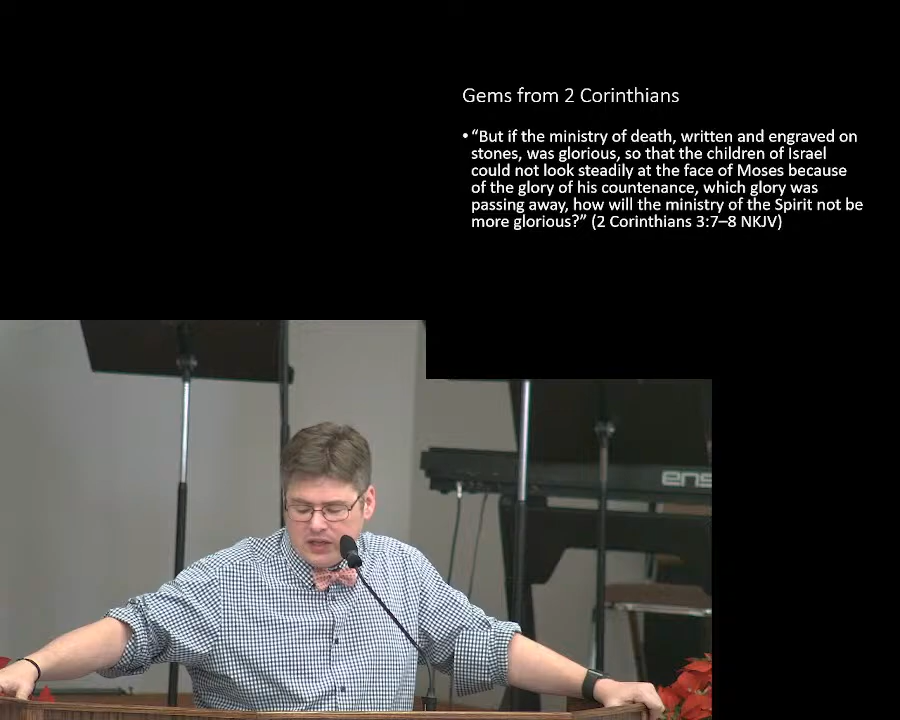 Gems from 2 Corinthians
• “But if the ministry of death, written and engraved on
stones, was glorious, so that the children of Israel
could not look steadily at the face of Moses because
of the glory of his countenance, which glory was
passing away, how will the ministry of the Spirit not be
more glorious?” (2 Corinthians 3:7–8 NKJV)
ens